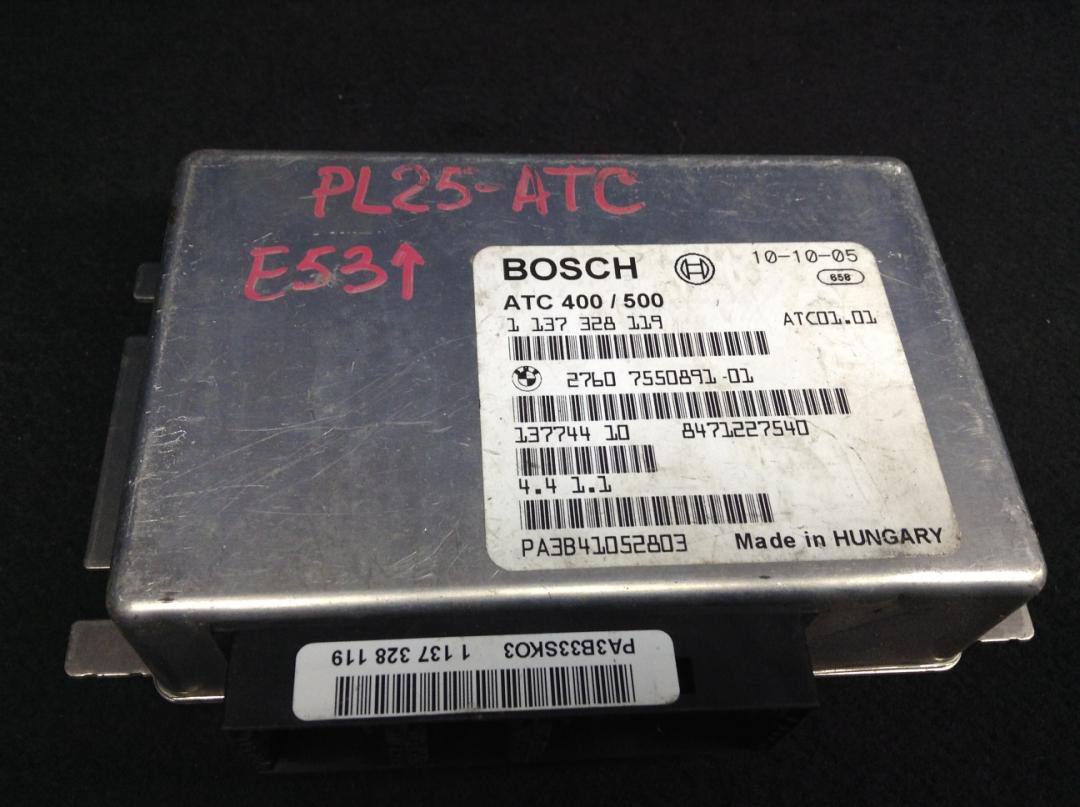 PL25-ATC
E53↑
BOSCH 10-10-05
658
ATC 400 / 500
1 137 328 119 ATC01.01
2760 7550891-01
137744 10 8471227540
4.4 1.1
PA3B41052803 Made in HUNGARY
PA3B33SKO3 1 137 328 119